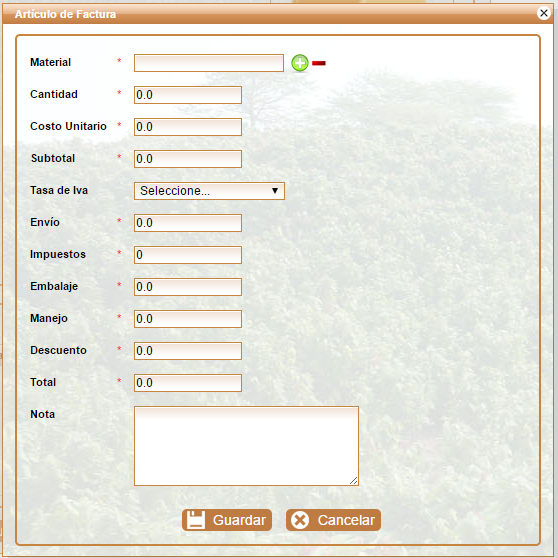 Artículo de Factura
Material *
Cantidad * 0.0
Costo Unitario * 0.0
Subtotal * 0.0
Tasa de Iva Seleccione...
Envío * 0.0
Impuestos * 0
Embalaje * 0.0
Manejo * 0.0
Descuento * 0.0
Total * 0.0
Nota
Guardar Cancelar